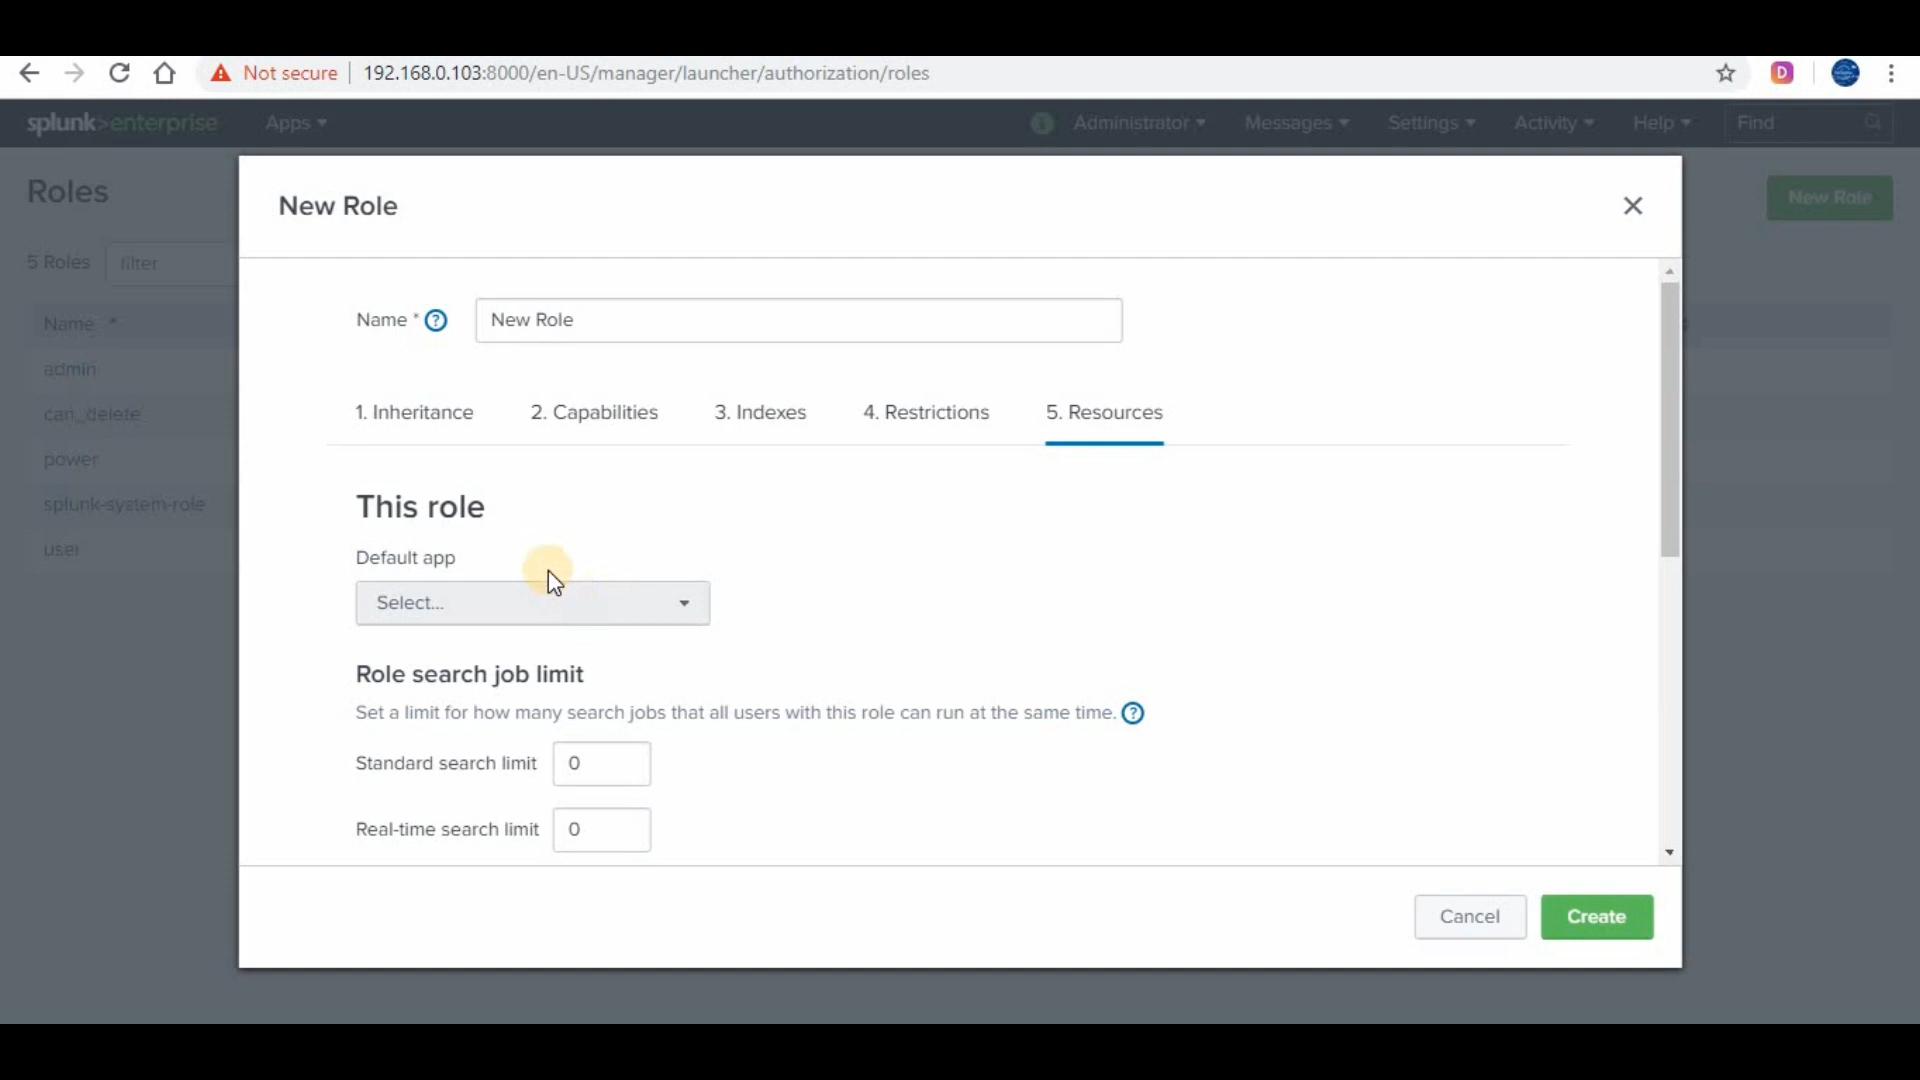 Not secure 192.168.0.103:8000/en-US/manager/launcher/authorization/roles D
splunk>enterprise Apps Administrator Messages Settings Activity Help Find
Roles
New Role
5 Roles filter
Name
admin
can_delete
power
splunk-system-role
user
New Role
Name * ? New Role
1. Inheritance 2. Capabilities 3. Indexes 4. Restrictions 5. Resources
This role
Default app
Select...
Role search job limit
Set a limit for how many search jobs that all users with this role can run at the same time. ?
Standard search limit 0
Real-time search limit 0
Cancel Create